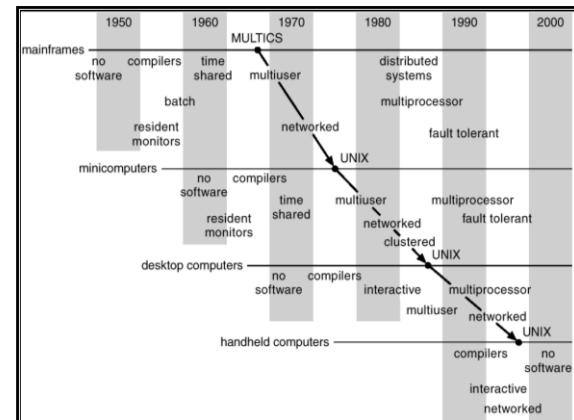 1950 1960 1970 1980 1990 2000
MULTICS
mainframes
no compilers time distributed
software shared multiuser systems
batch multiprocessor
resident networked fault tolerant
monitors
UNIX
minicomputers
no compilers
software time multiuser multiprocessor
resident shared networked fault tolerant
monitors clustered
UNIX
desktop computers
no compilers
software interactive multiprocessor
multiuser networked
UNIX
handheld computers
compilers no
software
interactive
networked